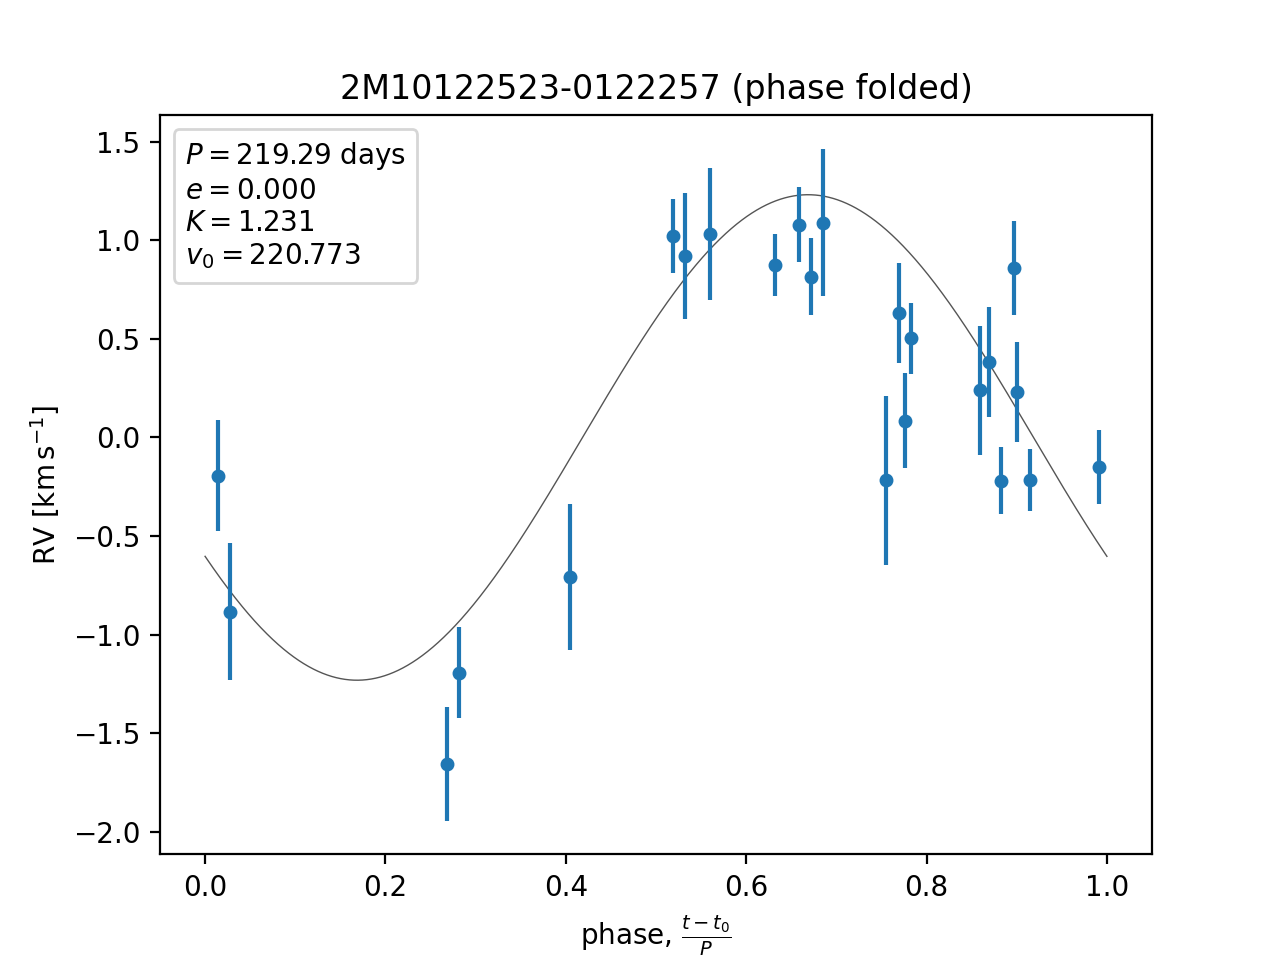 2M10122523-0122257 (phase folded)
P = 219.29 days
e = 0.000
K = 1.231
v₀ = 220.773
1.5
1.0
0.5
0.0
−0.5
−1.0
−1.5
−2.0
RV [km s⁻¹]
0.0 0.2 0.4 0.6 0.8 1.0
phase, (t − t₀)/P